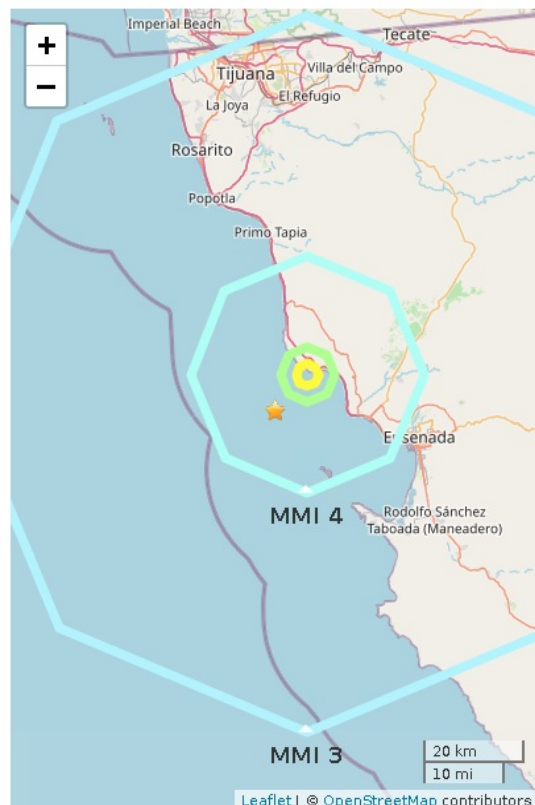 +
Imperial Beach
Tecate
−
Tijuana
Villa del Campo
La Joya
El Refugio
Rosarito
Popotla
Primo Tapia
Ensenada
MMI 4
Rodolfo Sánchez
Taboada (Maneadero)
MMI 3
20 km
10 mi
Leaflet | © OpenStreetMap contributors